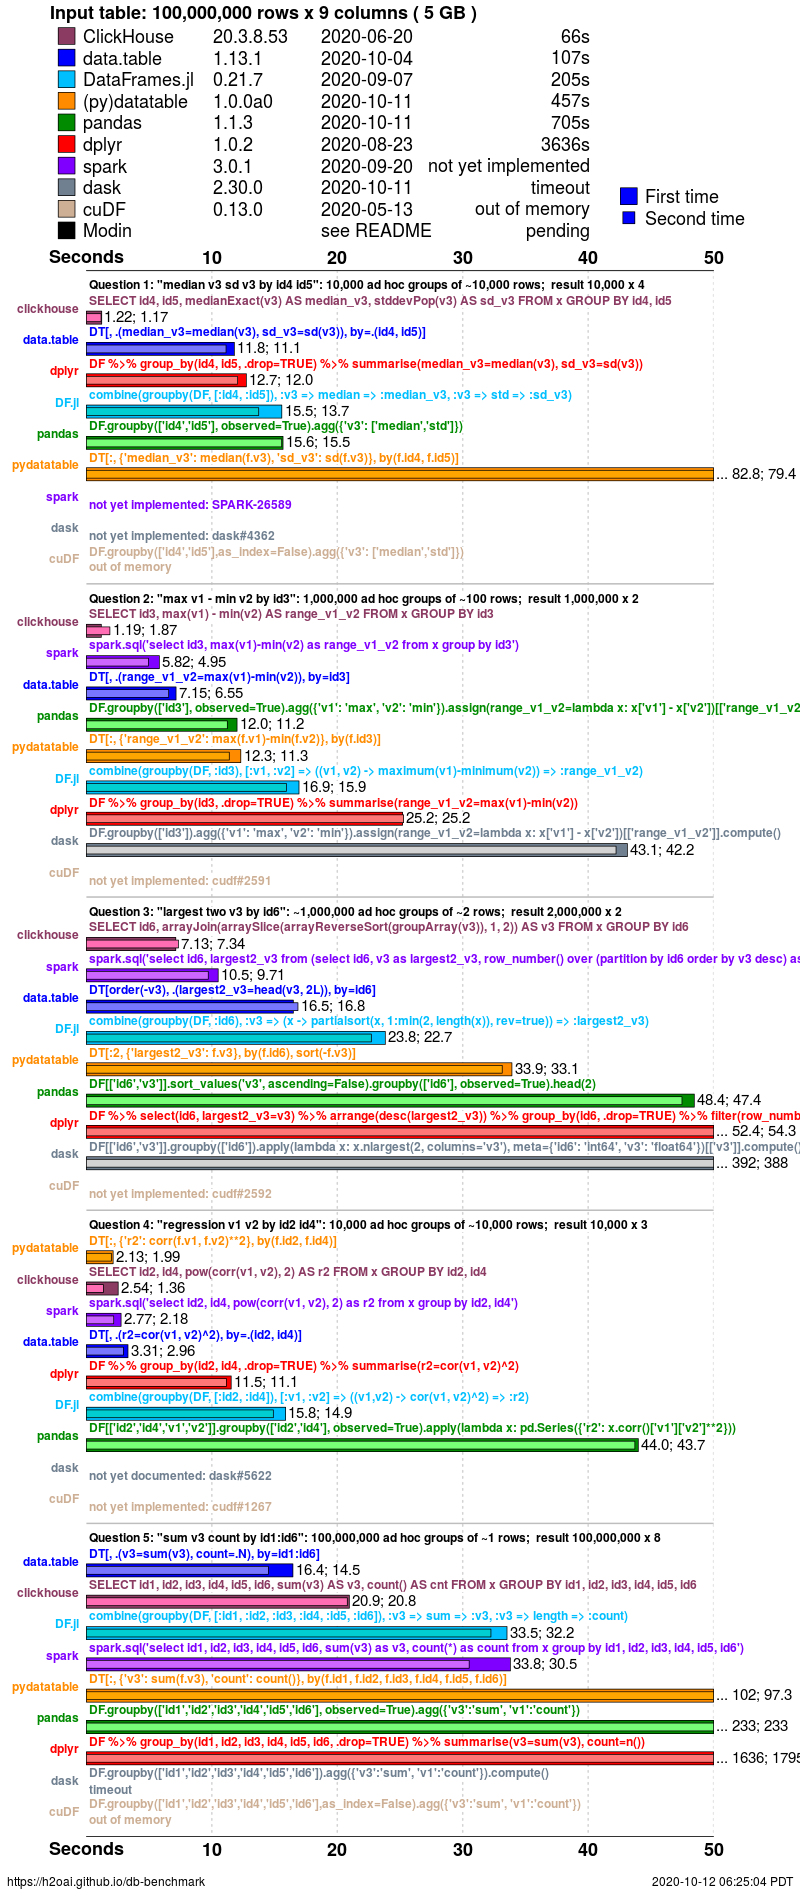 Input table: 100,000,000 rows x 9 columns ( 5 GB )
ClickHouse 20.3.8.53 2020-06-20 66s
data.table 1.13.1 2020-10-04 107s
DataFrames.jl 0.21.7 2020-09-07 205s
(py)datatable 1.0.0a0 2020-10-11 457s
pandas 1.1.3 2020-10-11 705s
dplyr 1.0.2 2020-08-23 3636s
spark 3.0.1 2020-09-20 not yet implemented
dask 2.30.0 2020-10-11 timeout
cuDF 0.13.0 2020-05-13 out of memory
Modin see README pending
First time
Second time
Seconds 10 20 30 40 50
Question 1: "median v3 sd v3 by id4 id5": 10,000 ad hoc groups of ~10,000 rows; result 10,000 x 4
SELECT id4, id5, medianExact(v3) AS median_v3, stddevPop(v3) AS sd_v3 FROM x GROUP BY id4, id5
clickhouse 1.22; 1.17
DT[, .(median_v3=median(v3), sd_v3=sd(v3)), by=.(id4, id5)]
data.table 11.8; 11.1
DF %>% group_by(id4, id5, .drop=TRUE) %>% summarise(median_v3=median(v3), sd_v3=sd(v3))
dplyr 12.7; 12.0
combine(groupby(DF, [:id4, :id5]), :v3 => median => :median_v3, :v3 => std => :sd_v3)
DF.jl 15.5; 13.7
DF.groupby(['id4','id5'], observed=True).agg({'v3': ['median','std']})
pandas 15.6; 15.5
DT[:, {'median_v3': median(f.v3), 'sd_v3': sd(f.v3)}, by(f.id4, f.id5)]
pydatatable ... 82.8; 79.4
spark not yet implemented: SPARK-26589
dask not yet implemented: dask#4362
DF.groupby(['id4','id5'],as_index=False).agg({'v3': ['median','std']})
cuDF out of memory
Question 2: "max v1 - min v2 by id3": 1,000,000 ad hoc groups of ~100 rows; result 1,000,000 x 2
SELECT id3, max(v1) - min(v2) AS range_v1_v2 FROM x GROUP BY id3
clickhouse 1.19; 1.87
spark.sql('select id3, max(v1)-min(v2) as range_v1_v2 from x group by id3')
spark 5.82; 4.95
DT[, .(range_v1_v2=max(v1)-min(v2)), by=id3]
data.table 7.15; 6.55
DF.groupby(['id3'], observed=True).agg({'v1': 'max', 'v2': 'min'}).assign(range_v1_v2=lambda x: x['v1'] - x['v2'])[['range_v1_v2
pandas 12.0; 11.2
DT[:, {'range_v1_v2': max(f.v1)-min(f.v2)}, by(f.id3)]
pydatatable 12.3; 11.3
combine(groupby(DF, :id3), [:v1, :v2] => ((v1, v2) -> maximum(v1)-minimum(v2)) => :range_v1_v2)
DF.jl 16.9; 15.9
DF %>% group_by(id3, .drop=TRUE) %>% summarise(range_v1_v2=max(v1)-min(v2))
dplyr 25.2; 25.2
DF.groupby(['id3']).agg({'v1': 'max', 'v2': 'min'}).assign(range_v1_v2=lambda x: x['v1'] - x['v2'])[['range_v1_v2']].compute()
dask 43.1; 42.2
cuDF not yet implemented: cudf#2591
Question 3: "largest two v3 by id6": ~1,000,000 ad hoc groups of ~2 rows; result 2,000,000 x 2
SELECT id6, arrayJoin(arraySlice(arrayReverseSort(groupArray(v3)), 1, 2)) AS v3 FROM x GROUP BY id6
clickhouse 7.13; 7.34
spark.sql('select id6, largest2_v3 from (select id6, v3 as largest2_v3, row_number() over (partition by id6 order by v3 desc) as
spark 10.5; 9.71
DT[order(-v3), .(largest2_v3=head(v3, 2L)), by=id6]
data.table 16.5; 16.8
combine(groupby(DF, :id6), :v3 => (x -> partialsort(x, 1:min(2, length(x)), rev=true)) => :largest2_v3)
DF.jl 23.8; 22.7
DT[:2, {'largest2_v3': f.v3}, by(f.id6), sort(-f.v3)]
pydatatable 33.9; 33.1
DF[['id6','v3']].sort_values('v3', ascending=False).groupby(['id6'], observed=True).head(2)
pandas 48.4; 47.4
DF %>% select(id6, largest2_v3=v3) %>% arrange(desc(largest2_v3)) %>% group_by(id6, .drop=TRUE) %>% filter(row_numb
dplyr ... 52.4; 54.3
DF[['id6','v3']].groupby(['id6']).apply(lambda x: x.nlargest(2, columns='v3'), meta={'id6': 'Int64', 'v3': 'float64'})[['v3']].compute()
dask ... 392; 388
cuDF not yet implemented: cudf#2592
Question 4: "regression v1 v2 by id2 id4": 10,000 ad hoc groups of ~10,000 rows; result 10,000 x 3
DT[:, {'r2': corr(f.v1, f.v2)**2}, by(f.id2, f.id4)]
pydatatable 2.13; 1.99
SELECT id2, id4, pow(corr(v1, v2), 2) AS r2 FROM x GROUP BY id2, id4
clickhouse 2.54; 1.36
spark.sql('select id2, id4, pow(corr(v1, v2), 2) as r2 from x group by id2, id4')
spark 2.77; 2.18
DT[, .(r2=cor(v1, v2)^2), by=.(id2, id4)]
data.table 3.31; 2.96
DF %>% group_by(id2, id4, .drop=TRUE) %>% summarise(r2=cor(v1, v2)^2)
dplyr 11.5; 11.1
combine(groupby(DF, [:id2, :id4]), [:v1, :v2] => ((v1,v2) -> cor(v1, v2)^2) => :r2)
DF.jl 15.8; 14.9
DF[['id2','id4','v1','v2']].groupby(['id2','id4'], observed=True).apply(lambda x: pd.Series({'r2': x.corr()['v1']['v2']**2}))
pandas 44.0; 43.7
dask not yet documented: dask#5622
cuDF not yet implemented: cudf#1267
Question 5: "sum v3 count by id1:id6": 100,000,000 ad hoc groups of ~1 rows; result 100,000,000 x 8
DT[, .(v3=sum(v3), count=.N), by=id1:id6]
data.table 16.4; 14.5
SELECT id1, id2, id3, id4, id5, id6, sum(v3) AS v3, count() AS cnt FROM x GROUP BY id1, id2, id3, id4, id5, id6
clickhouse 20.9; 20.8
combine(groupby(DF, [:id1, :id2, :id3, :id4, :id5, :id6]), :v3 => sum => :v3, :v3 => length => :count)
DF.jl 33.5; 32.2
spark.sql('select id1, id2, id3, id4, id5, id6, sum(v3) as v3, count(*) as count from x group by id1, id2, id3, id4, id5, id6')
spark 33.8; 30.5
DT[:, {'v3': sum(f.v3), 'count': count()}, by(f.id1, f.id2, f.id3, f.id4, f.id5, f.id6)]
pydatatable ... 102; 97.3
DF.groupby(['id1','id2','id3','id4','id5','id6'], observed=True).agg({'v3':'sum', 'v1':'count'})
pandas ... 233; 233
DF %>% group_by(id1, id2, id3, id4, id5, id6, .drop=TRUE) %>% summarise(v3=sum(v3), count=n())
dplyr ... 1636; 1795
DF.groupby(['id1','id2','id3','id4','id5','id6']).agg({'v3':'sum', 'v1':'count'}).compute()
dask timeout
DF.groupby(['id1','id2','id3','id4','id5','id6'],as_index=False).agg({'v3':'sum', 'v1':'count'})
cuDF out of memory
Seconds 10 20 30 40 50
https://h2oai.github.io/db-benchmark 2020-10-12 06:25:04 PDT